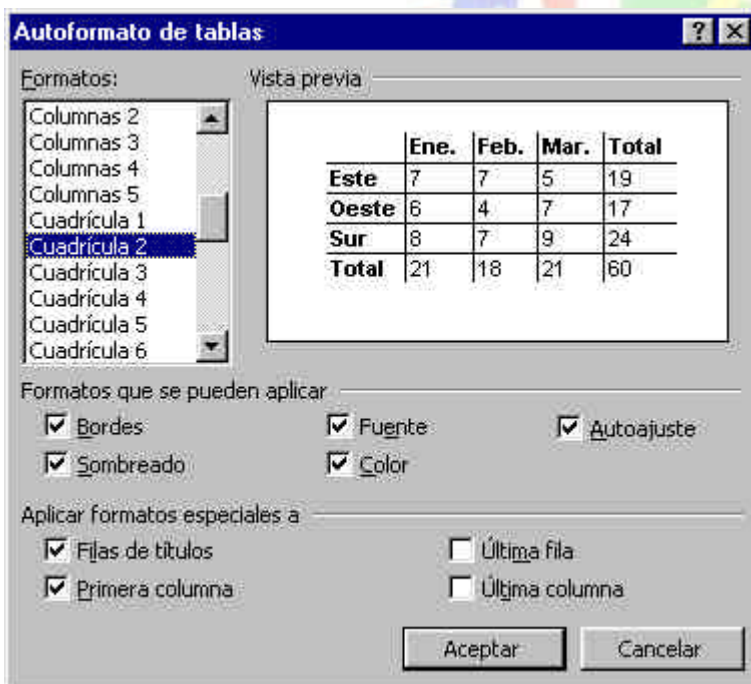 Autoformato de tablas
Formatos:
Columnas 2
Columnas 3
Columnas 4
Columnas 5
Cuadrícula 1
Cuadrícula 2
Cuadrícula 3
Cuadrícula 4
Cuadrícula 5
Cuadrícula 6
Vista previa
Ene. Feb. Mar. Total
Este 7 7 5 19
Oeste 6 4 7 17
Sur 8 7 9 24
Total 21 18 21 60
Formatos que se pueden aplicar
Bordes Fuente Autoajuste
Sombreado Color
Aplicar formatos especiales a
Filas de títulos Última fila
Primera columna Última columna
Aceptar Cancelar